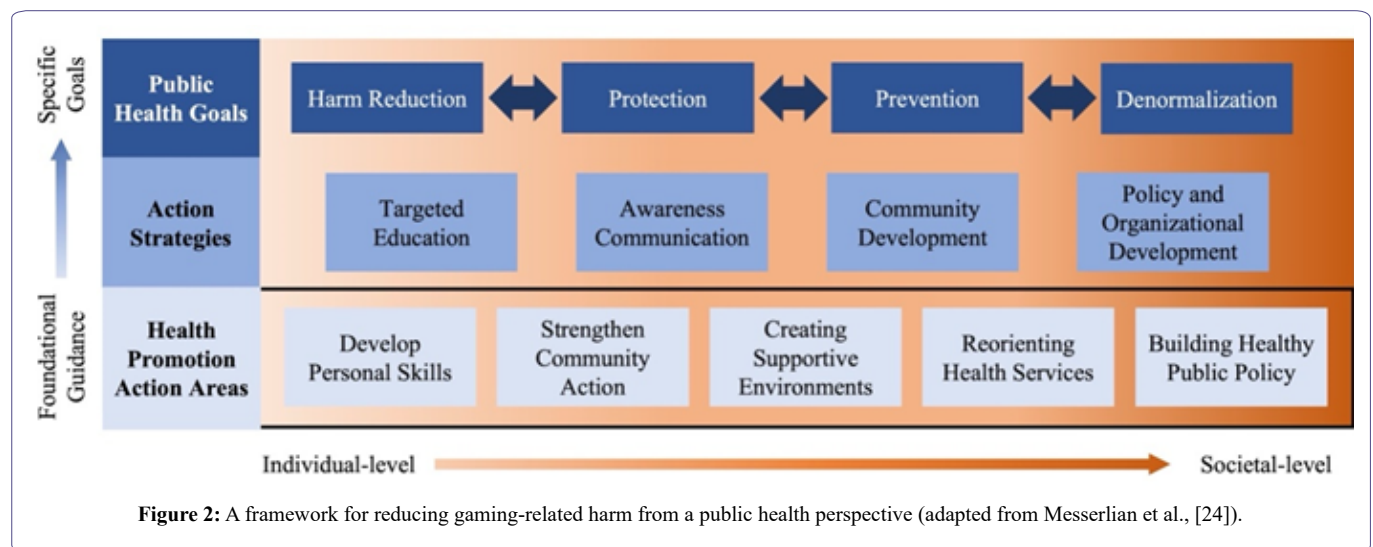 Specific
Goals
Public
Health Goals
Harm Reduction
Protection
Prevention
Denormalization
Action
Strategies
Targeted
Education
Awareness
Communication
Community
Development
Policy and
Organizational
Development
Foundational
Guidance
Health
Promotion
Action Areas
Develop
Personal Skills
Strengthen
Community
Action
Creating
Supportive
Environments
Reorienting
Health Services
Building Healthy
Public Policy
Individual-level
Societal-level
Figure 2: A framework for reducing gaming-related harm from a public health perspective (adapted from Messerlian et al., [24]).